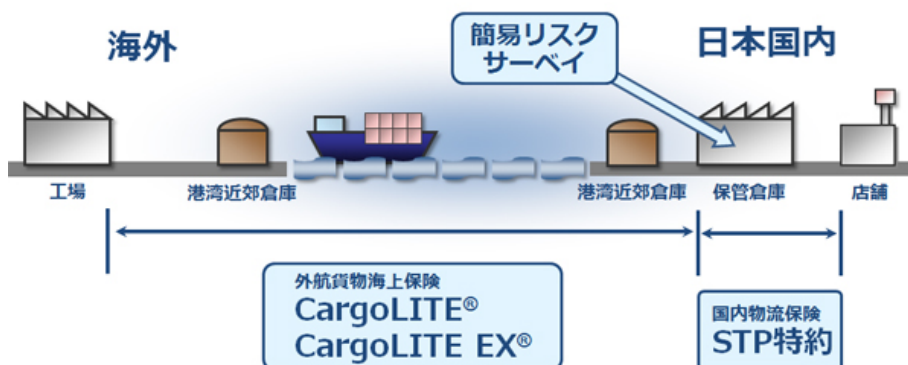 海外
簡易リスク
サーベイ
日本国内
工場
港湾近郊倉庫
港湾近郊倉庫
保管倉庫
店舗
外航貨物海上保険
CargoLITE®
CargoLITE EX®
国内物流保険
STP特約